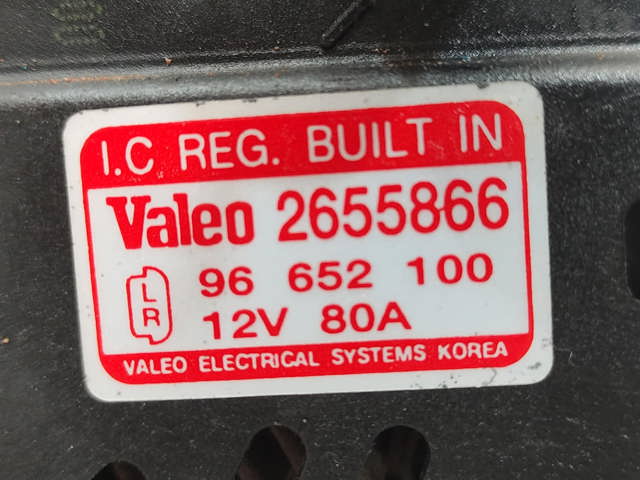 I.C REG. BUILT IN
Valeo 2655866
L 96 652 100
R 12V 80A
VALEO ELECTRICAL SYSTEMS KOREA